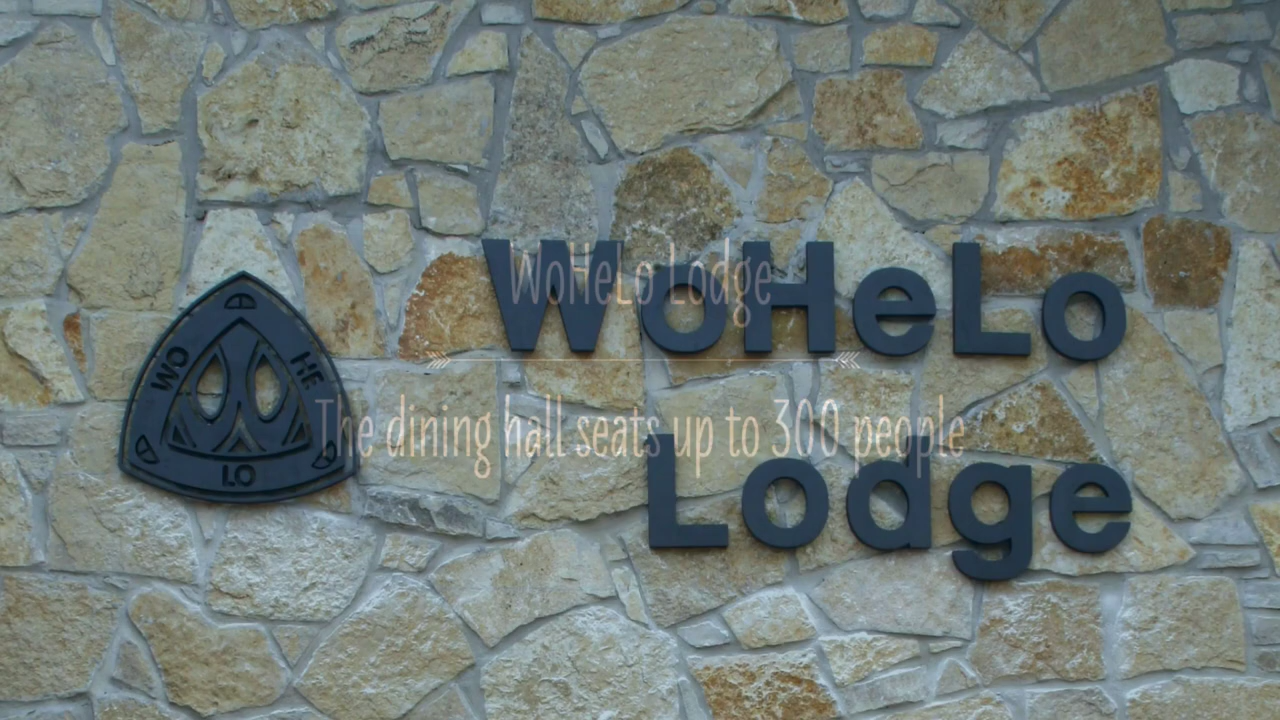 WoHeLo
Lodge
WO
HE
LO
WoHeLo Lodge
The dining hall seats up to 300 people